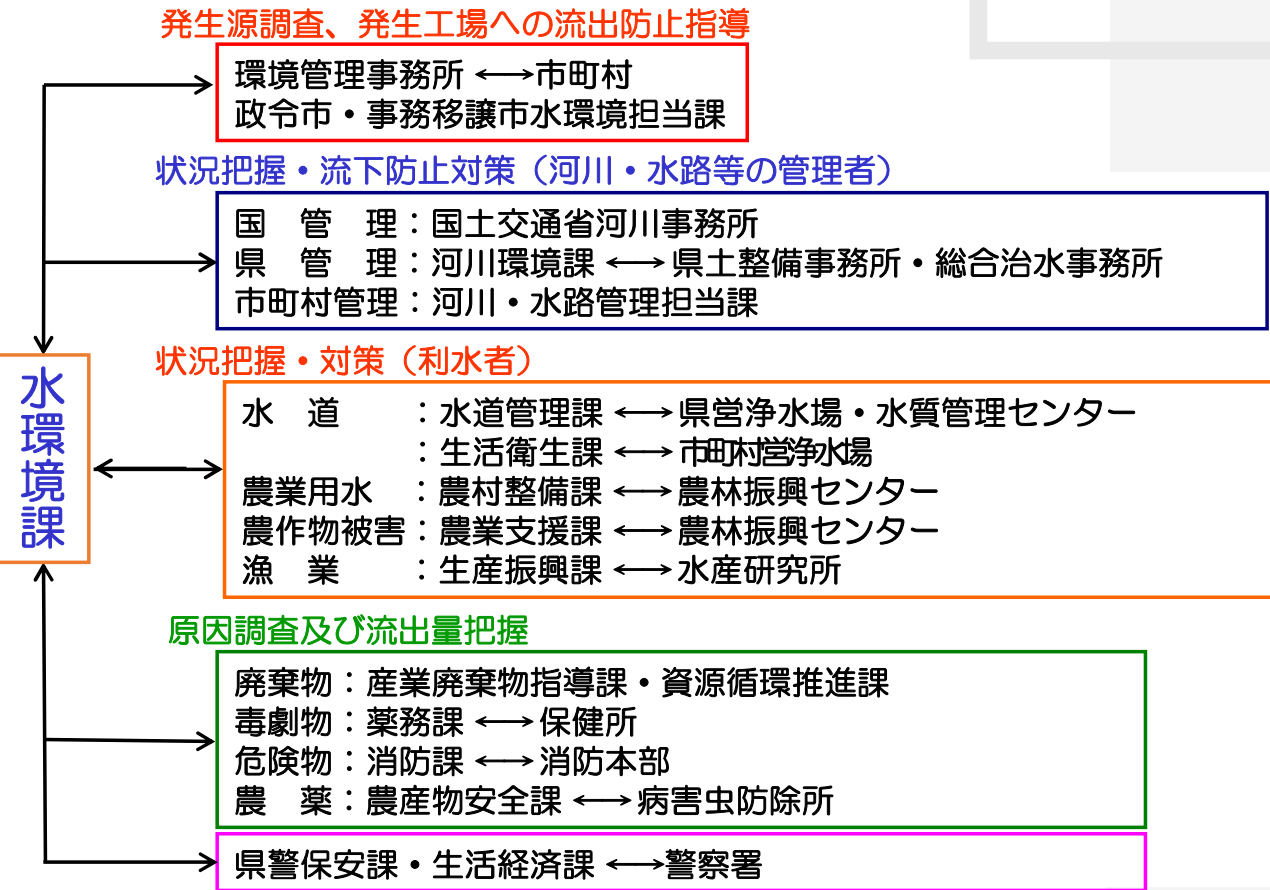 発生源調査、発生工場への流出防止指導
環境管理事務所 ←→市町村
政令市・事務移譲市水環境担当課
状況把握・流下防止対策（河川・水路等の管理者）
国　管　理：国土交通省河川事務所
県　管　理：河川環境課 ←→ 県土整備事務所・総合治水事務所
市町村管理：河川・水路管理担当課
水環境課
状況把握・対策（利水者）
水　道　　：水道管理課 ←→ 県営浄水場・水質管理センター
：生活衛生課 ←→ 市町村営浄水場
農業用水　：農村整備課 ←→ 農林振興センター
農作物被害：農業支援課 ←→ 農林振興センター
漁　業　　：生産振興課 ←→ 水産研究所
原因調査及び流出量把握
廃棄物：産業廃棄物指導課・資源循環推進課
毒劇物：薬務課 ←→ 保健所
危険物：消防課 ←→ 消防本部
農　薬：農産物安全課 ←→ 病害虫防除所
県警保安課・生活経済課 ←→ 警察署